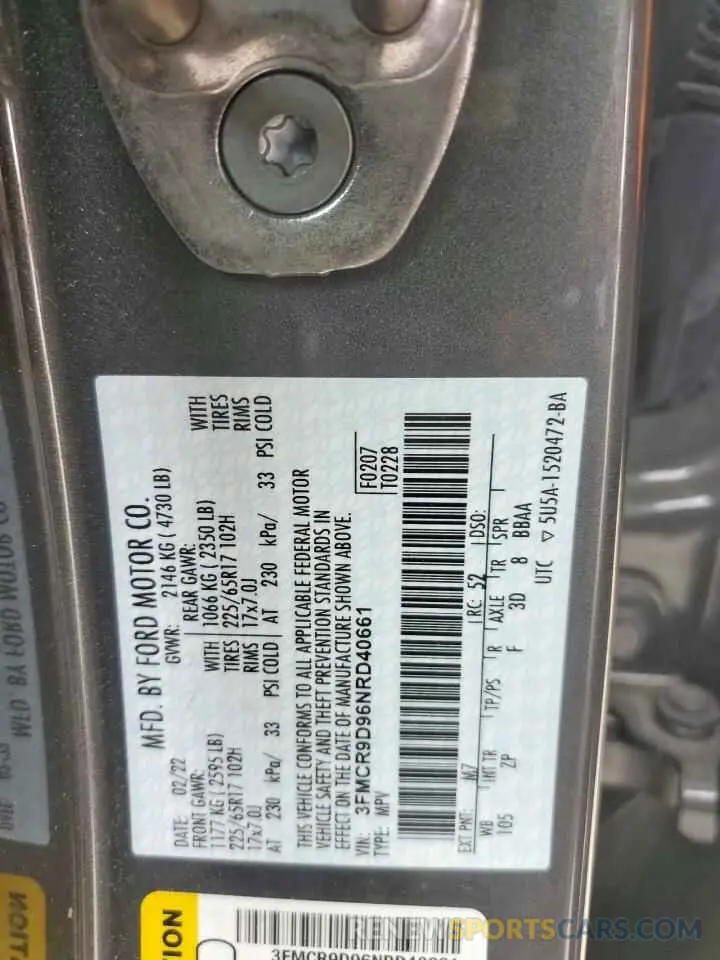 MFD. BY FORD MOTOR CO.
DATE: 02/22 GVWR: 2146 KG ( 4730 LB)
FRONT GAWR: REAR GAWR:
1177 KG ( 2595 LB) WITH 1066 KG ( 2350 LB) WITH
225/65R17 102H TIRES 225/65R17 102H TIRES
17x7.0J RIMS 17x7.0J RIMS
AT 230 kPa/ 33 PSI COLD AT 230 kPa/ 33 PSI COLD
THIS VEHICLE CONFORMS TO ALL APPLICABLE FEDERAL MOTOR
VEHICLE SAFETY AND THEFT PREVENTION STANDARDS IN
EFFECT ON THE DATE OF MANUFACTURE SHOWN ABOVE.
VIN: 3FMCR9D96NRD40661
TYPE: MPV
F0207
T0228
EXT PNT: M7 RC: 52 DSO:
WB INT TR TP/PS R AXLE TR SPR
105 ZP F 3D 8 BBAA
UTC ▽ 5U5A-1520472-BA
3FMCR9D96NRD40661
RENEWSPORTSCARS.COM